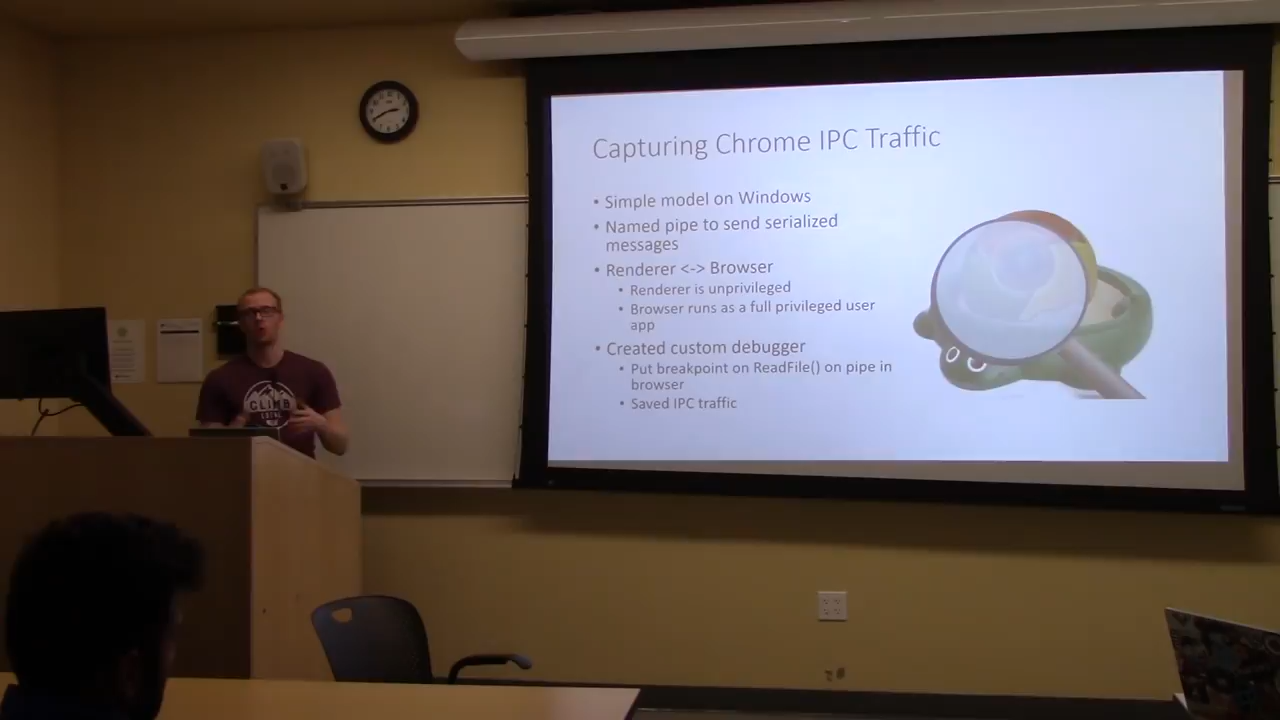 Capturing Chrome IPC Traffic
• Simple model on Windows
• Named pipe to send serialized
messages
• Renderer <-> Browser
• Renderer is unprivileged
• Browser runs as a full privileged user
app
• Created custom debugger
• Put breakpoint on ReadFile() on pipe in
browser
• Saved IPC traffic
CLIMB